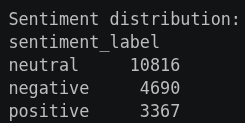 Sentiment distribution:
sentiment_label
neutral     10816
negative     4690
positive     3367